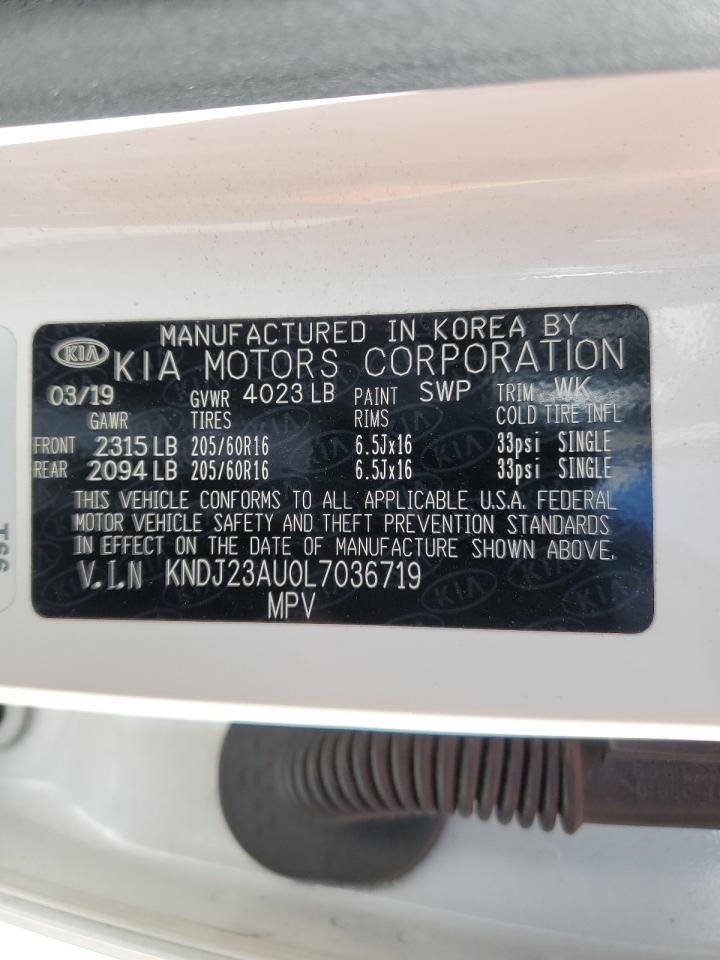 MANUFACTURED IN KOREA BY
KIA KIA MOTORS CORPORATION
03/19 GVWR 4023 LB PAINT SWP TRIM WK
GAWR TIRES RIMS COLD TIRE INFL
FRONT 2315 LB 205/60R16 6.5Jx16 33psi SINGLE
REAR 2094 LB 205/60R16 6.5Jx16 33psi SINGLE
THIS VEHICLE CONFORMS TO ALL APPLICABLE U.S.A. FEDERAL
MOTOR VEHICLE SAFETY AND THEFT PREVENTION STANDARDS
IN EFFECT ON THE DATE OF MANUFACTURE SHOWN ABOVE.
V.I.N KNDJ23AU0L7036719
MPV